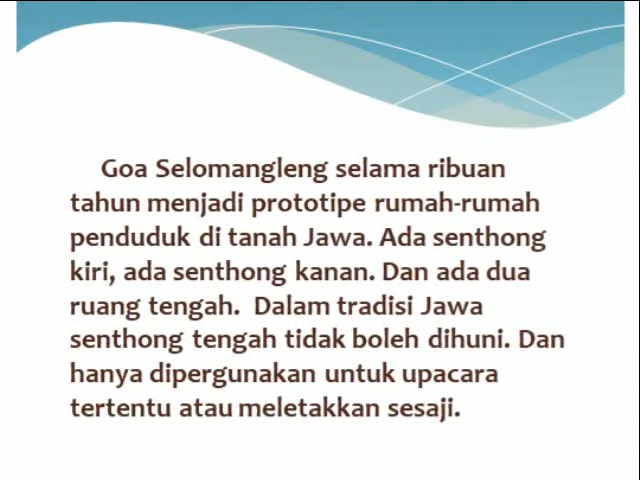 Goa Selomangleng selama ribuan
tahun menjadi prototipe rumah-rumah
penduduk di tanah Jawa. Ada senthong
kiri, ada senthong kanan. Dan ada dua
ruang tengah.  Dalam tradisi Jawa
senthong tengah tidak boleh dihuni. Dan
hanya dipergunakan untuk upacara
tertentu atau meletakkan sesaji.